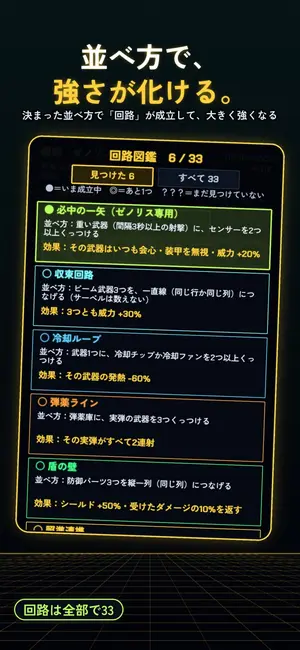 並べ方で、
強さが化ける。
決まった並べ方で「回路」が成立して、大きく強くなる
回路図鑑 6 / 33
見つけた 6 すべて 33
●＝いま成立中 ◎＝あと1つ ？？？＝まだ見つけていない
● 必中の一矢（ゼノリス専用）
並べ方：重い武器（間隔3秒以上の射撃）に、センサーを2つ
以上くっつける
効果：その武器はいつも会心・装甲を無視・威力 +20%
○ 収束回路
並べ方：ビーム武器3つを、一直線（同じ行か同じ列）につ
なげる（サーベルは数えない）
効果：3つとも威力 +30%
○ 冷却ループ
並べ方：武器1つに、冷却チップか冷却ファンを2つ以上くっ
つける
効果：その武器の発熱 -60%
○ 弾薬ライン
並べ方：弾薬庫に、実弾の武器を3つくっつける
効果：その実弾がすべて2連射
○ 盾の壁
並べ方：防御パーツ3つを縦一列（同じ列）につなげる
効果：シールド +50%・受けたダメージの10%を返す
回路は全部で33